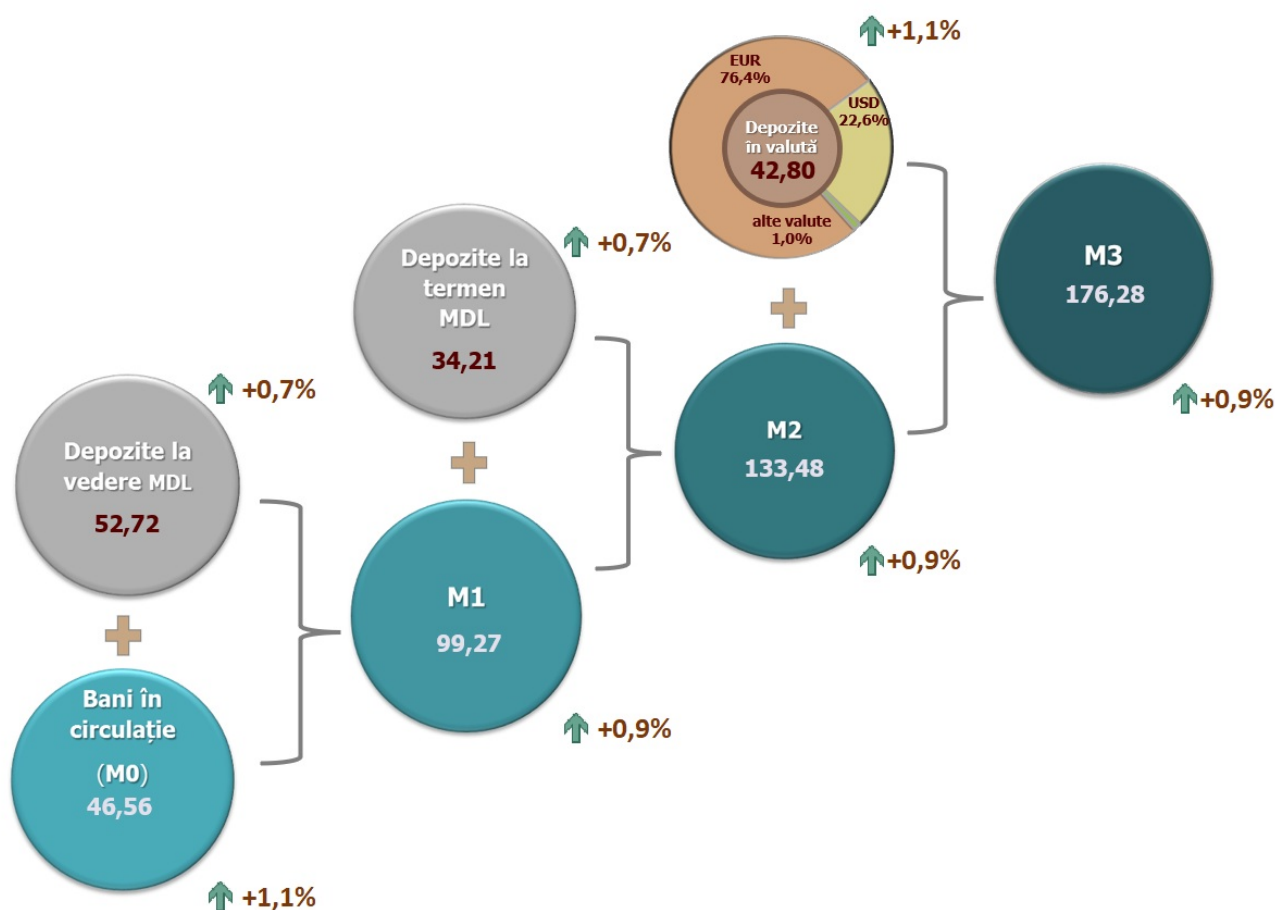 +1,1%
EUR
76,4%
USD
22,6%
Depozite
în valută
42,80
alte valute
1,0%
M3
176,28
+0,9%
+0,7%
Depozite la
termen
MDL
34,21
M2
133,48
+0,9%
+0,7%
Depozite la
vedere MDL
52,72
M1
99,27
+0,9%
Bani în
circulație
(M0)
46,56
+1,1%